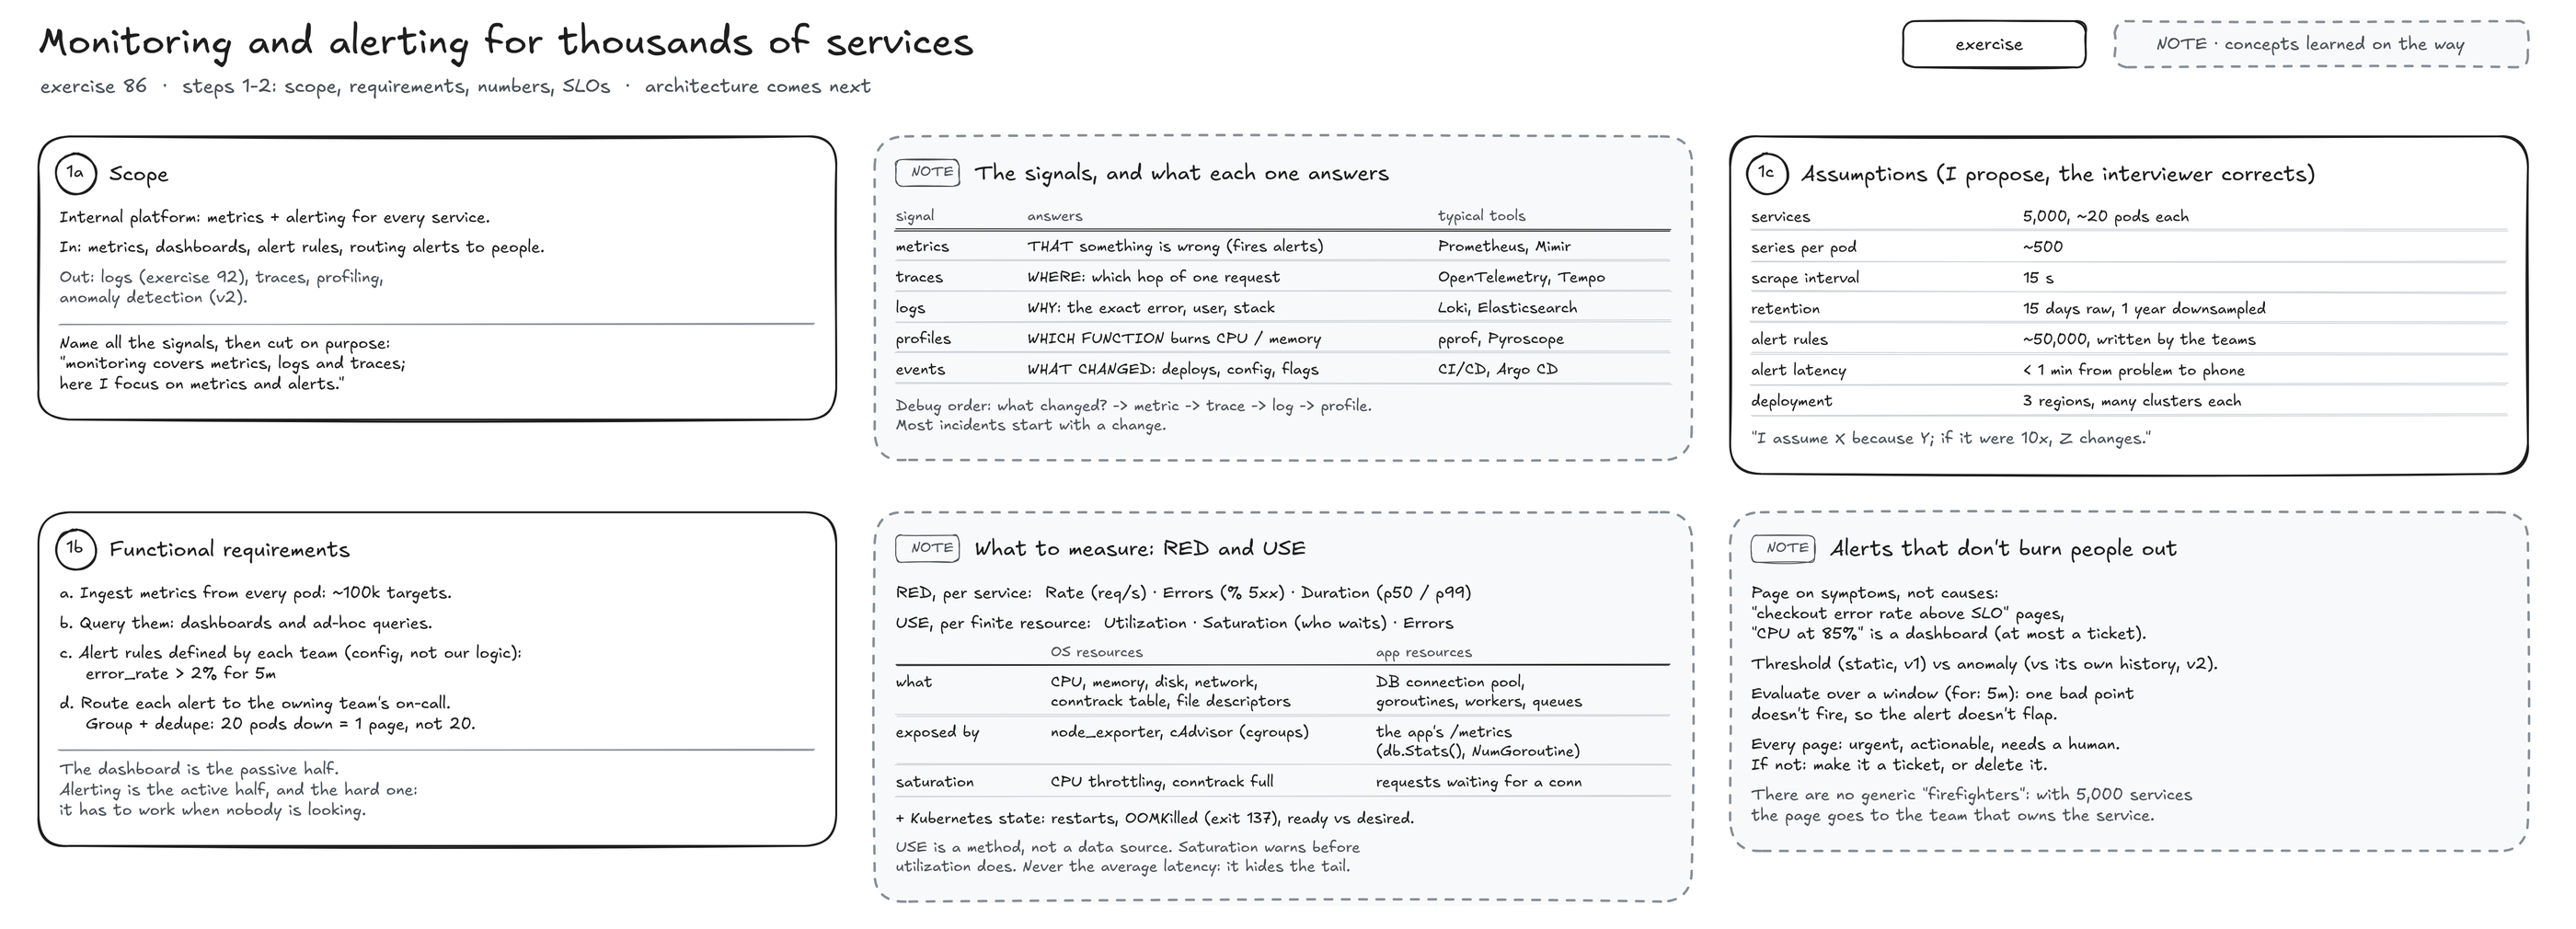 Monitoring and alerting for thousands of services
exercise 86 · steps 1-2: scope, requirements, numbers, SLOs · architecture comes next
exercise
NOTE · concepts learned on the way
1a Scope
Internal platform: metrics + alerting for every service.
In: metrics, dashboards, alert rules, routing alerts to people.
Out: logs (exercise 92), traces, profiling,
anomaly detection (v2).
Name all the signals, then cut on purpose:
"monitoring covers metrics, logs and traces;
here I focus on metrics and alerts."
NOTE The signals, and what each one answers
signal answers typical tools
metrics THAT something is wrong (fires alerts) Prometheus, Mimir
traces WHERE: which hop of one request OpenTelemetry, Tempo
logs WHY: the exact error, user, stack Loki, Elasticsearch
profiles WHICH FUNCTION burns CPU / memory pprof, Pyroscope
events WHAT CHANGED: deploys, config, flags CI/CD, Argo CD
Debug order: what changed? -> metric -> trace -> log -> profile.
Most incidents start with a change.
1c Assumptions (I propose, the interviewer corrects)
services 5,000, ~20 pods each
series per pod ~500
scrape interval 15 s
retention 15 days raw, 1 year downsampled
alert rules ~50,000, written by the teams
alert latency < 1 min from problem to phone
deployment 3 regions, many clusters each
"I assume X because Y; if it were 10x, Z changes."
1b Functional requirements
a. Ingest metrics from every pod: ~100k targets.
b. Query them: dashboards and ad-hoc queries.
c. Alert rules defined by each team (config, not our logic):
error_rate > 2% for 5m
d. Route each alert to the owning team's on-call.
Group + dedupe: 20 pods down = 1 page, not 20.
The dashboard is the passive half.
Alerting is the active half, and the hard one:
it has to work when nobody is looking.
NOTE What to measure: RED and USE
RED, per service: Rate (req/s) · Errors (% 5xx) · Duration (p50 / p99)
USE, per finite resource: Utilization · Saturation (who waits) · Errors
OS resources app resources
what CPU, memory, disk, network, DB connection pool,
conntrack table, file descriptors goroutines, workers, queues
exposed by node_exporter, cAdvisor (cgroups) the app's /metrics
(db.Stats(), NumGoroutine)
saturation CPU throttling, conntrack full requests waiting for a conn
+ Kubernetes state: restarts, OOMKilled (exit 137), ready vs desired.
USE is a method, not a data source. Saturation warns before
utilization does. Never the average latency: it hides the tail.
NOTE Alerts that don't burn people out
Page on symptoms, not causes:
"checkout error rate above SLO" pages,
"CPU at 85%" is a dashboard (at most a ticket).
Threshold (static, v1) vs anomaly (vs its own history, v2).
Evaluate over a window (for: 5m): one bad point
doesn't fire, so the alert doesn't flap.
Every page: urgent, actionable, needs a human.
If not: make it a ticket, or delete it.
There are no generic "firefighters": with 5,000 services
the page goes to the team that owns the service.